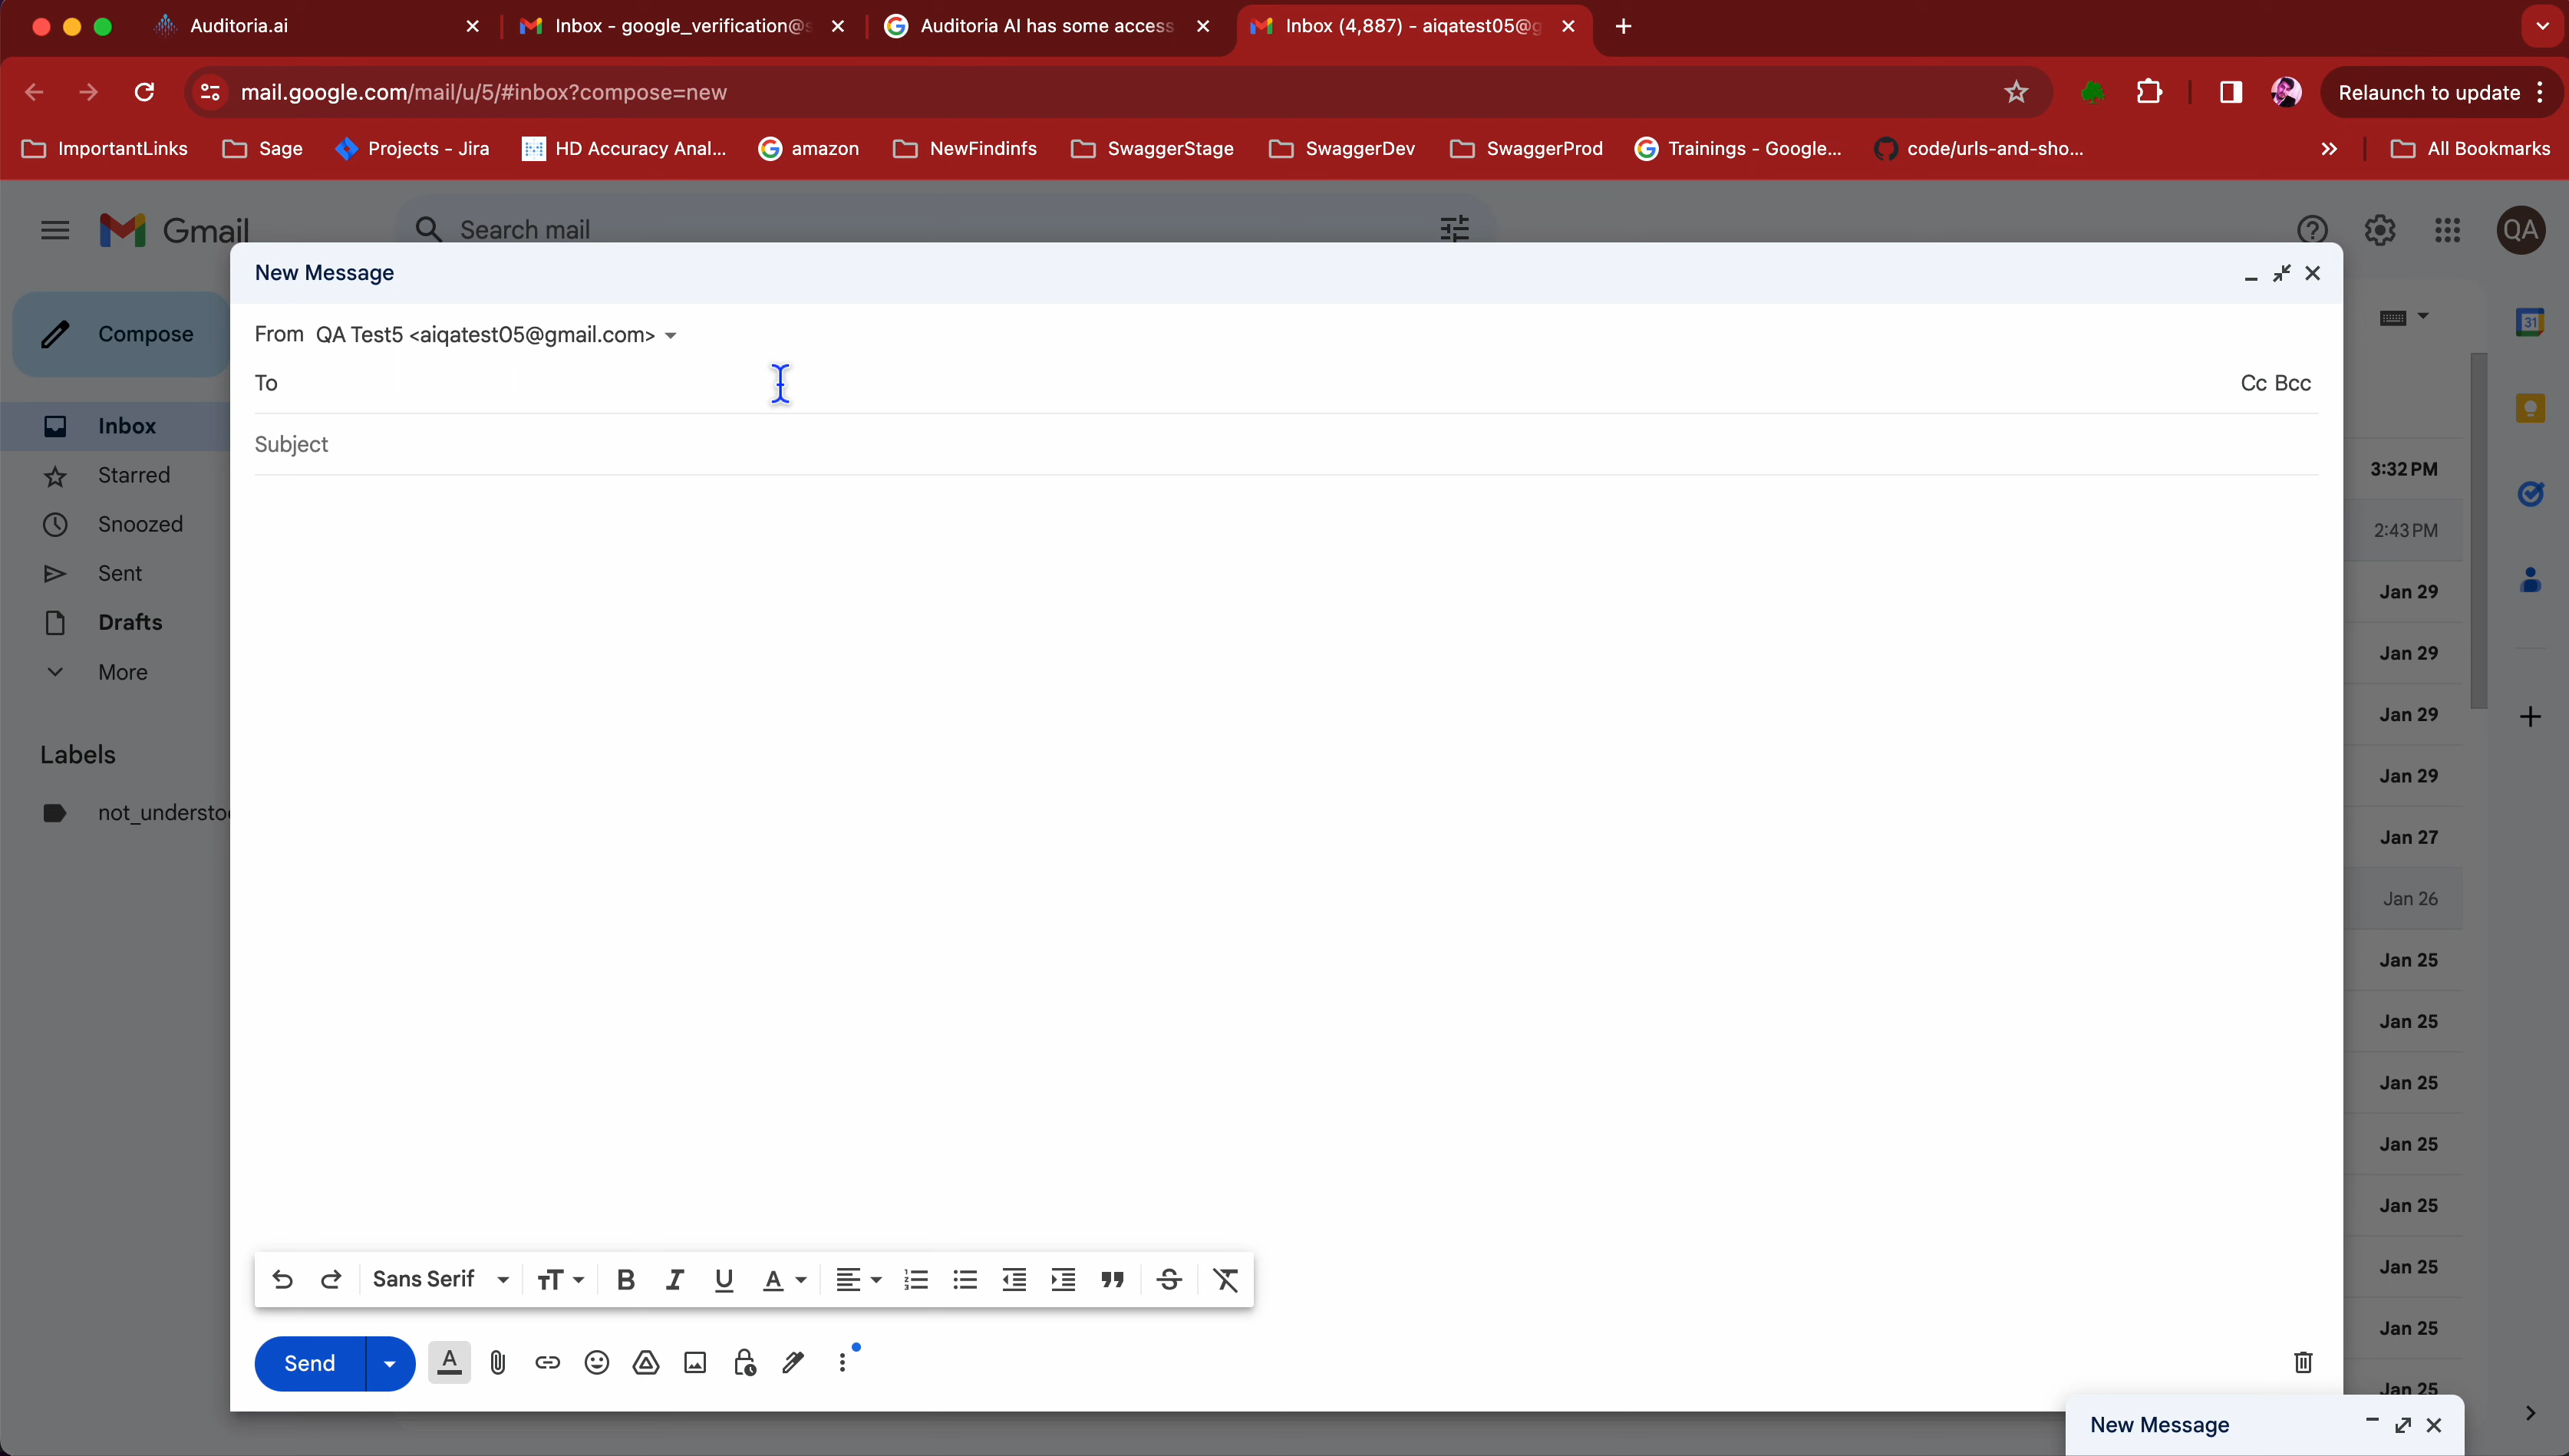 Auditoria.ai
Inbox - google_verification@s
Auditoria AI has some access
Inbox (4,887) - aiqatest05@g
mail.google.com/mail/u/5/#inbox?compose=new
Relaunch to update
ImportantLinks
Sage
Projects - Jira
HD Accuracy Anal...
amazon
NewFindinfs
SwaggerStage
SwaggerDev
SwaggerProd
Trainings - Google...
code/urls-and-sho...
All Bookmarks
Gmail
Search mail
QA
New Message
Compose
From QA Test5 <aiqatest05@gmail.com>
To
Cc Bcc
Inbox
Subject
Starred
3:32 PM
Snoozed
2:43 PM
Sent
Jan 29
Drafts
Jan 29
More
Jan 29
Labels
Jan 29
not_understoo
Jan 27
Jan 26
Jan 25
Jan 25
Jan 25
Jan 25
Jan 25
Jan 25
Sans Serif
Jan 25
Send
Jan 25
New Message
31